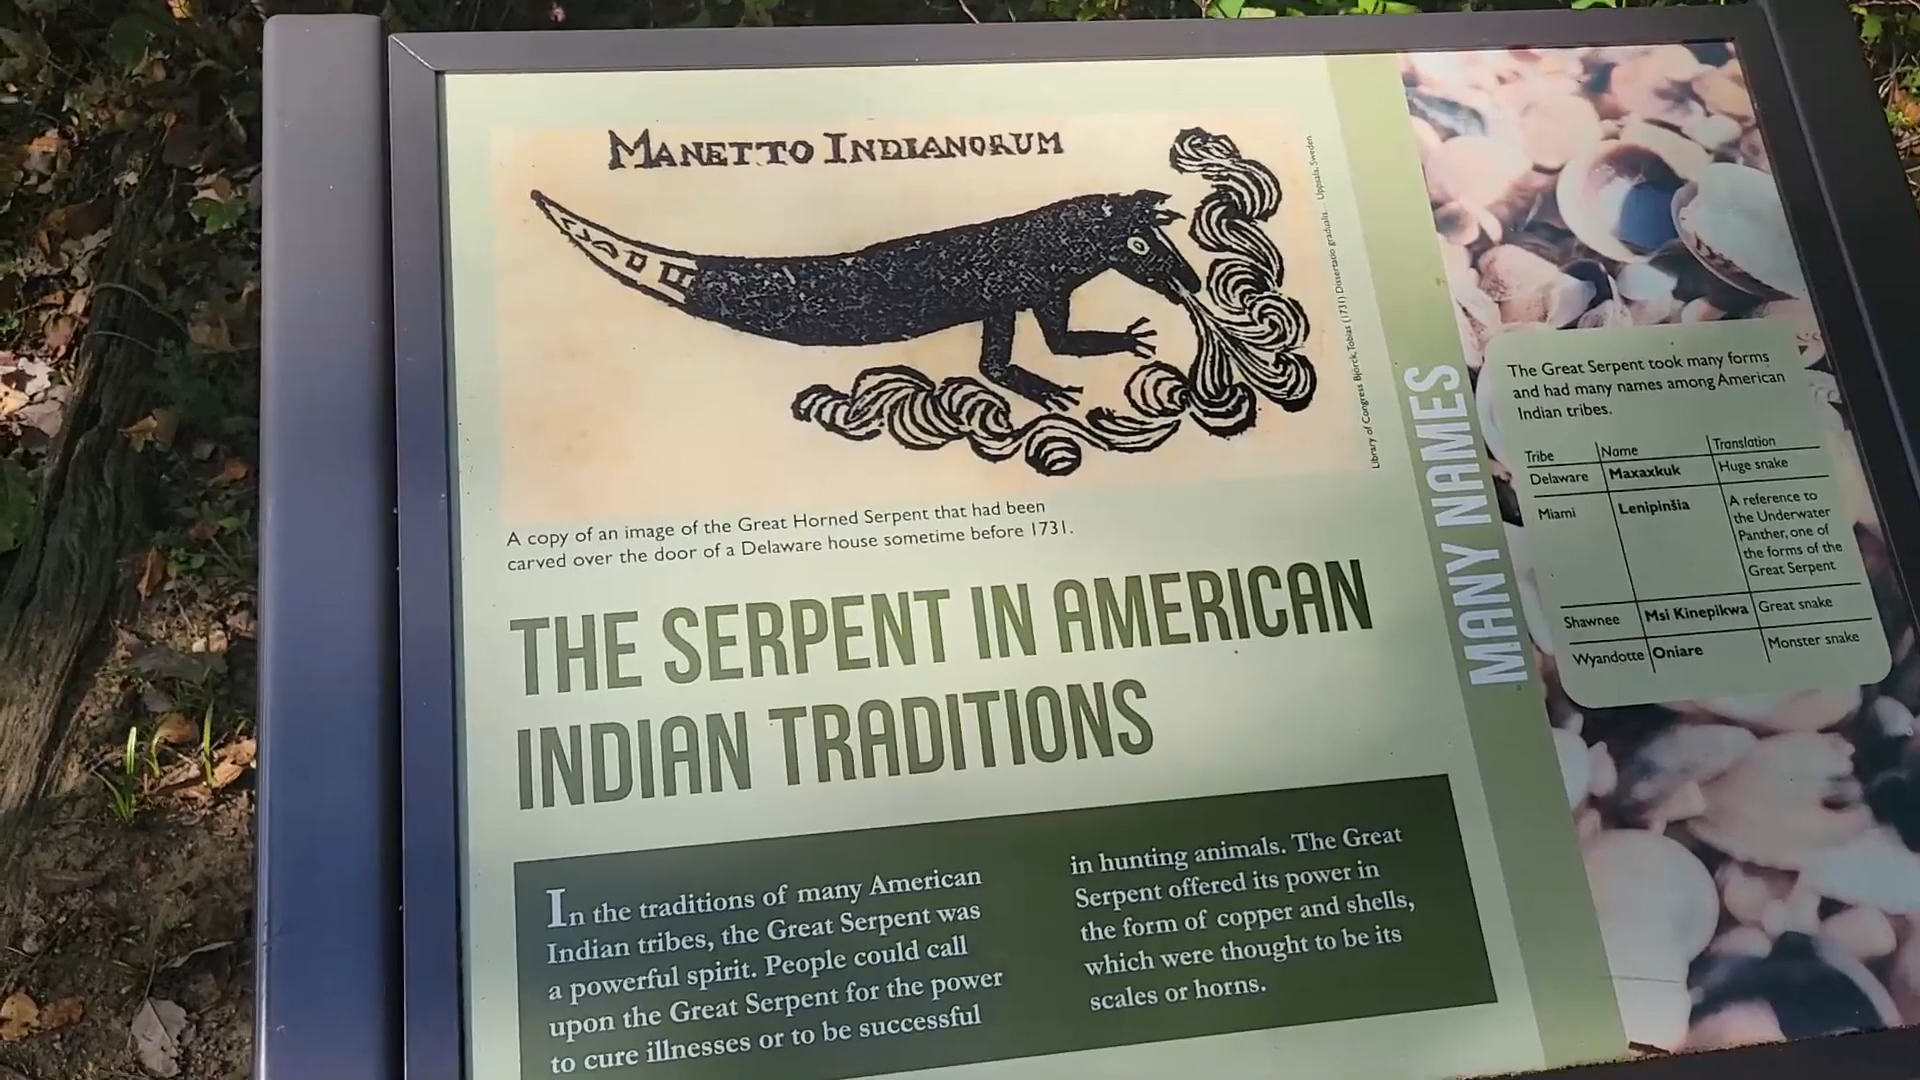 MANETTO INDIANORUM
Library of Congress Björck, Tobias (1731) Dissertatio gradualis... Uppsala, Sweden
A copy of an image of the Great Horned Serpent that had been
carved over the door of a Delaware house sometime before 1731.
THE SERPENT IN AMERICAN
INDIAN TRADITIONS
In the traditions of many American
Indian tribes, the Great Serpent was
a powerful spirit. People could call
upon the Great Serpent for the power
to cure illnesses or to be successful
in hunting animals. The Great
Serpent offered its power in
the form of copper and shells,
which were thought to be its
scales or horns.
MANY NAMES
The Great Serpent took many forms
and had many names among American
Indian tribes.
Tribe Name Translation
Delaware Maxaxkuk Huge snake
Miami Lenipinšia A reference to
the Underwater
Panther, one of
the forms of the
Great Serpent
Shawnee Msi Kinepikwa Great snake
Wyandotte Oniare Monster snake